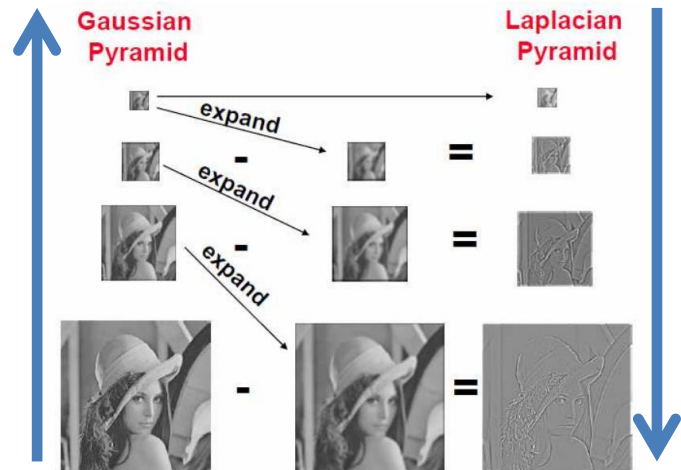 Gaussian
Pyramid
Laplacian
Pyramid
expand
- =
expand
- =
expand
- =